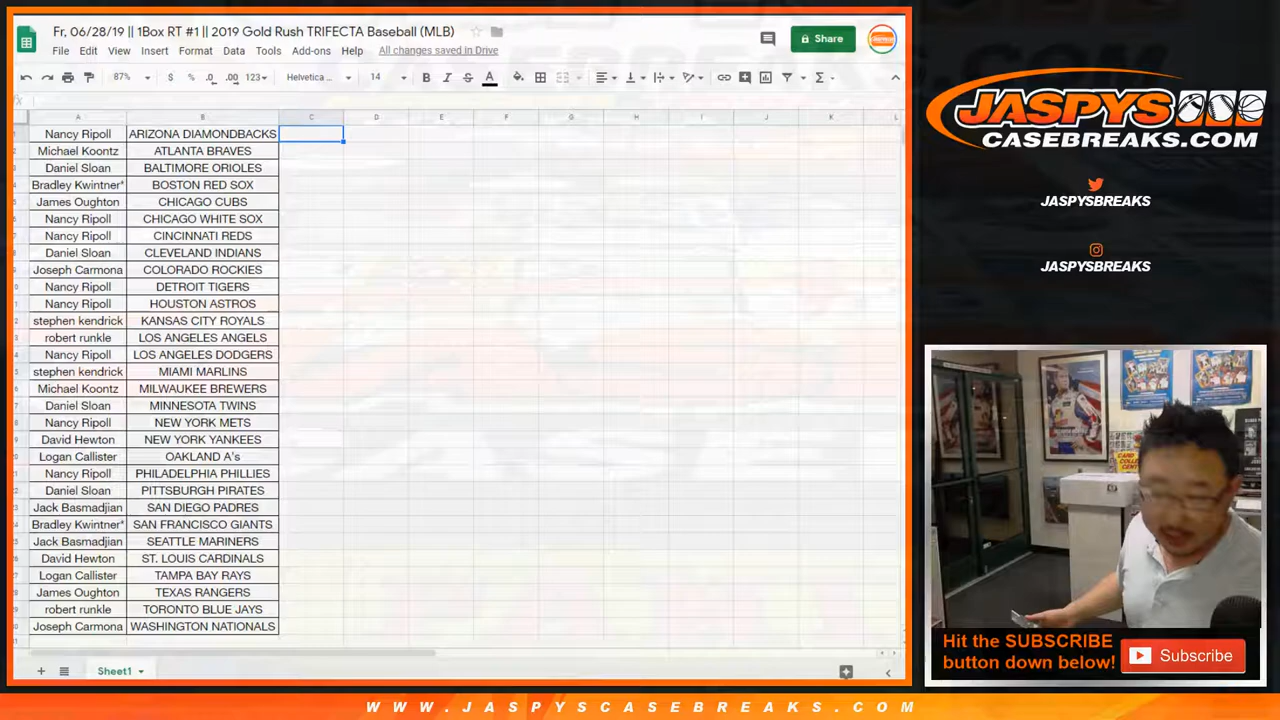 Fr, 06/28/19 || 1Box RT #1 || 2019 Gold Rush TRIFECTA Baseball (MLB)
File Edit View Insert Format Data Tools Add-ons Help All changes saved in Drive
Share
87% $ % .0 .00 123 Helvetica ... 14 B I S A
fx
A B C D E F G H I J K L
Nancy Ripoll ARIZONA DIAMONDBACKS
Michael Koontz ATLANTA BRAVES
Daniel Sloan BALTIMORE ORIOLES
Bradley Kwintner* BOSTON RED SOX
James Oughton CHICAGO CUBS
Nancy Ripoll CHICAGO WHITE SOX
Nancy Ripoll CINCINNATI REDS
Daniel Sloan CLEVELAND INDIANS
Joseph Carmona COLORADO ROCKIES
Nancy Ripoll DETROIT TIGERS
Nancy Ripoll HOUSTON ASTROS
stephen kendrick KANSAS CITY ROYALS
robert runkle LOS ANGELES ANGELS
Nancy Ripoll LOS ANGELES DODGERS
stephen kendrick MIAMI MARLINS
Michael Koontz MILWAUKEE BREWERS
Daniel Sloan MINNESOTA TWINS
Nancy Ripoll NEW YORK METS
David Hewton NEW YORK YANKEES
Logan Callister OAKLAND A's
Nancy Ripoll PHILADELPHIA PHILLIES
Daniel Sloan PITTSBURGH PIRATES
Jack Basmadjian SAN DIEGO PADRES
Bradley Kwintner* SAN FRANCISCO GIANTS
Jack Basmadjian SEATTLE MARINERS
David Hewton ST. LOUIS CARDINALS
Logan Callister TAMPA BAY RAYS
James Oughton TEXAS RANGERS
robert runkle TORONTO BLUE JAYS
Joseph Carmona WASHINGTON NATIONALS
Sheet1
JASPYS
CASEBREAKS.COM
JASPYSBREAKS
JASPYSBREAKS
Hit the SUBSCRIBE
button down below!
Subscribe
WWW.JASPYSCASEBREAKS.COM